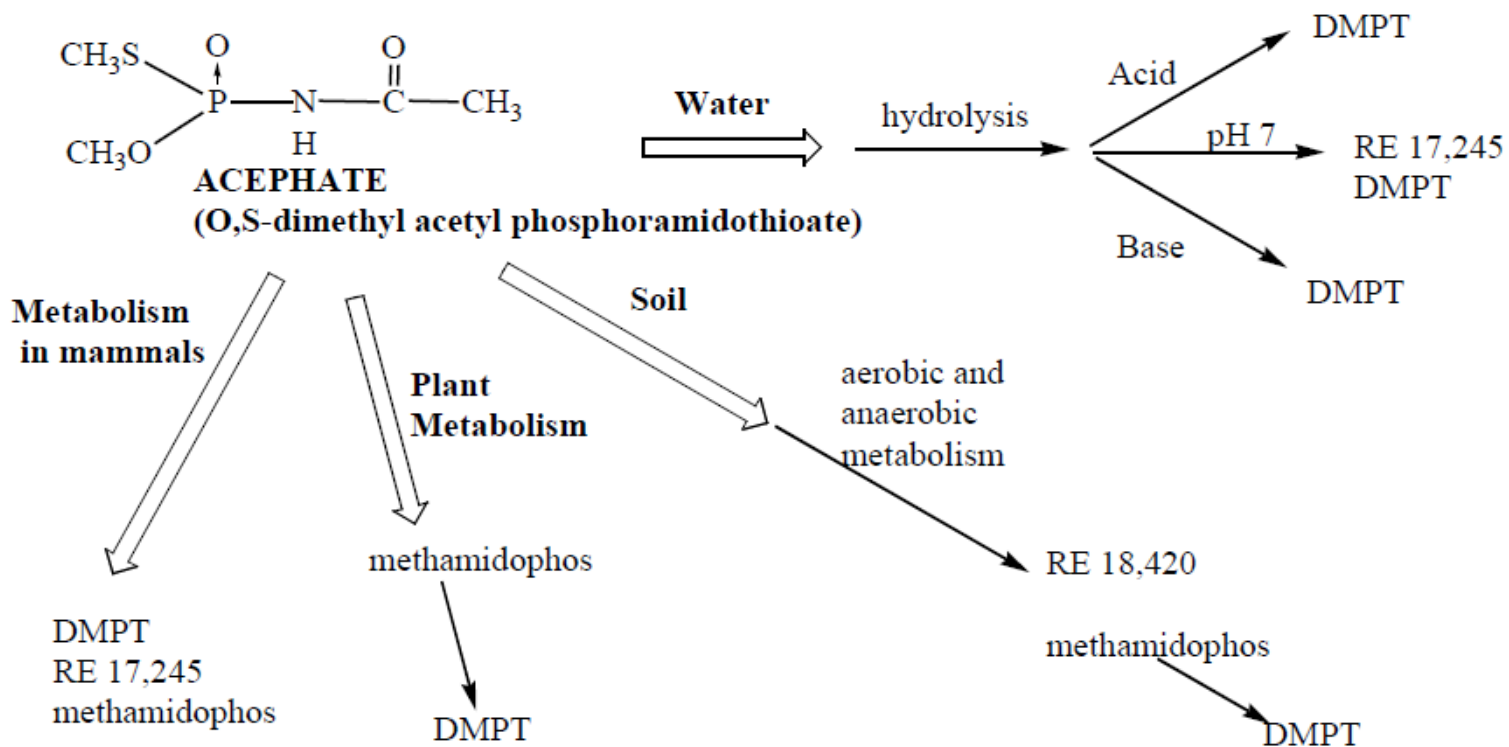 O
CH3S
P
N
H
CH3O
O
C
CH3
ACEPHATE
(O,S-dimethyl acetyl phosphoramidothioate)
Water
hydrolysis
Acid
DMPT
pH 7
RE 17,245
DMPT
Base
DMPT
Metabolism
in mammals
DMPT
RE 17,245
methamidophos
Plant
Metabolism
methamidophos
DMPT
Soil
aerobic and
anaerobic
metabolism
RE 18,420
methamidophos
DMPT